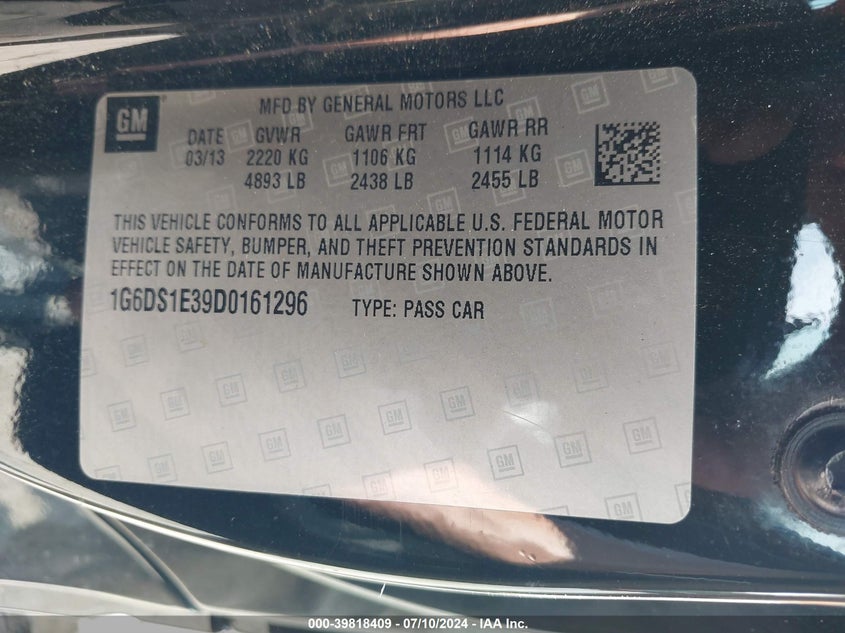 GM
MFD BY GENERAL MOTORS LLC
DATE GVWR GAWR FRT GAWR RR
03/13 2220 KG 1106 KG 1114 KG
4893 LB 2438 LB 2455 LB
THIS VEHICLE CONFORMS TO ALL APPLICABLE U.S. FEDERAL MOTOR
VEHICLE SAFETY, BUMPER, AND THEFT PREVENTION STANDARDS IN
EFFECT ON THE DATE OF MANUFACTURE SHOWN ABOVE.
1G6DS1E39D0161296 TYPE: PASS CAR
000-39818409 - 07/10/2024 - IAA Inc.